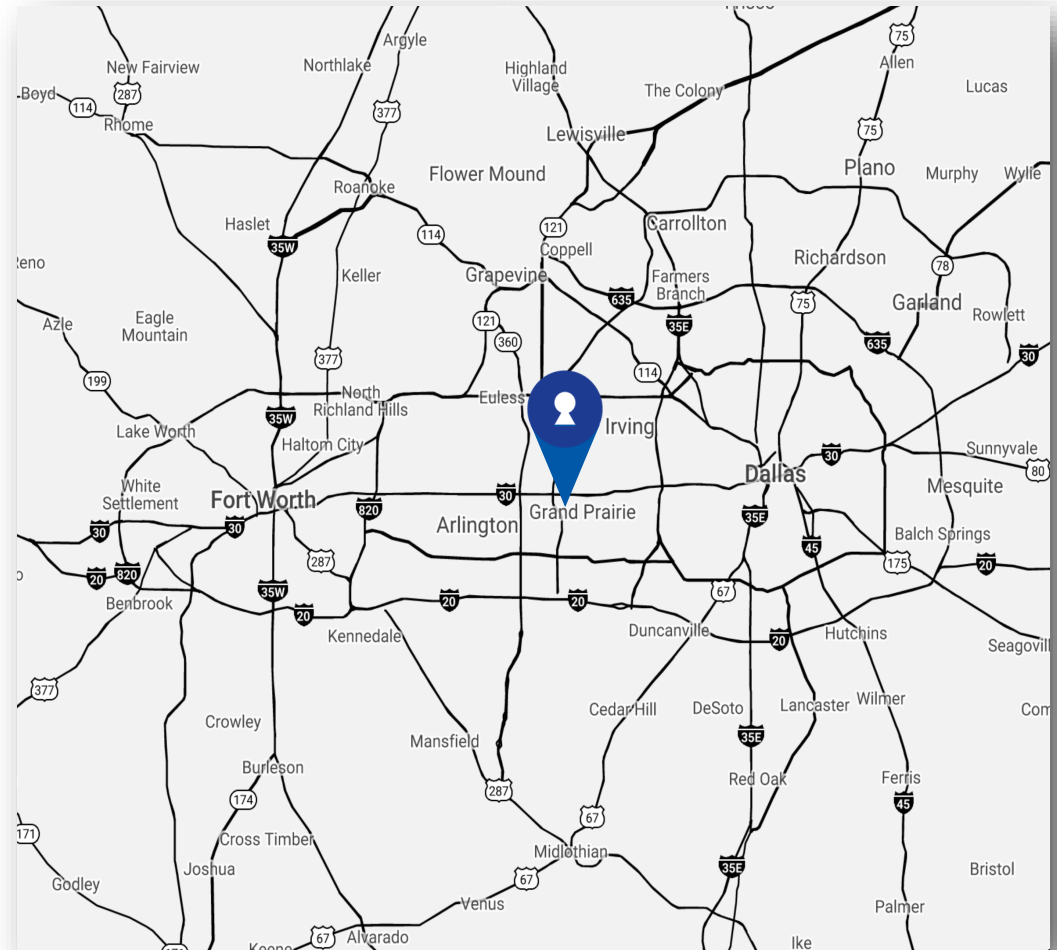 Argyle
75
New Fairview
Northlake
Highland
Village
Allen
Boyd
114
287
The Colony
Lucas
377
Rhome
Lewisville
75
Flower Mound
Plano
Murphy
Wylie
Roanoke
Haslet
114
121
Carrollton
35W
Coppell
Richardson
78
Keller
Grapevine
Farmers
Branch
635
75
Garland
Rowlett
Azle
Eagle
Mountain
121
35E
360
635
30
377
199
114
North
Richland Hills
Euless
35W
Irving
Lake Worth
Haltom City
30
Sunnyvale
80
Dallas
White
Settlement
Fort Worth
30
Mesquite
820
Grand Prairie
35E
Arlington
30
30
45
Balch Springs
287
175
20
20
820
35W
67
Benbrook
20
20
20
Kennedale
Duncanville
20
Hutchins
377
Crowley
Cedar Hill
DeSoto
Lancaster
Wilmer
Mansfield
35E
Burleson
Red Oak
Ferris
287
174
45
67
171
Cross Timber
Midlothian
35E
Joshua
Godley
67
Bristol
Venus
Palmer
67
Alvarado
Ike